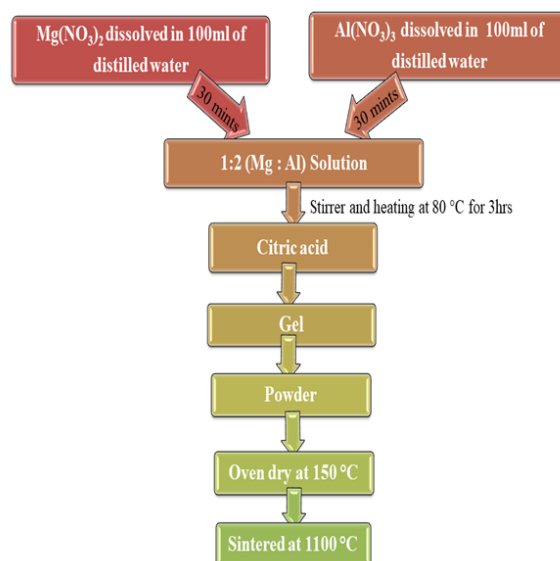 Mg(NO₃)₂ dissolved in 100ml of
distilled water
Al(NO₃)₃ dissolved in 100ml of
distilled water
30 mints
30 mints
1:2 (Mg : Al) Solution
Stirrer and heating at 80 °C for 3hrs
Citric acid
Gel
Powder
Oven dry at 150 °C
Sintered at 1100 °C